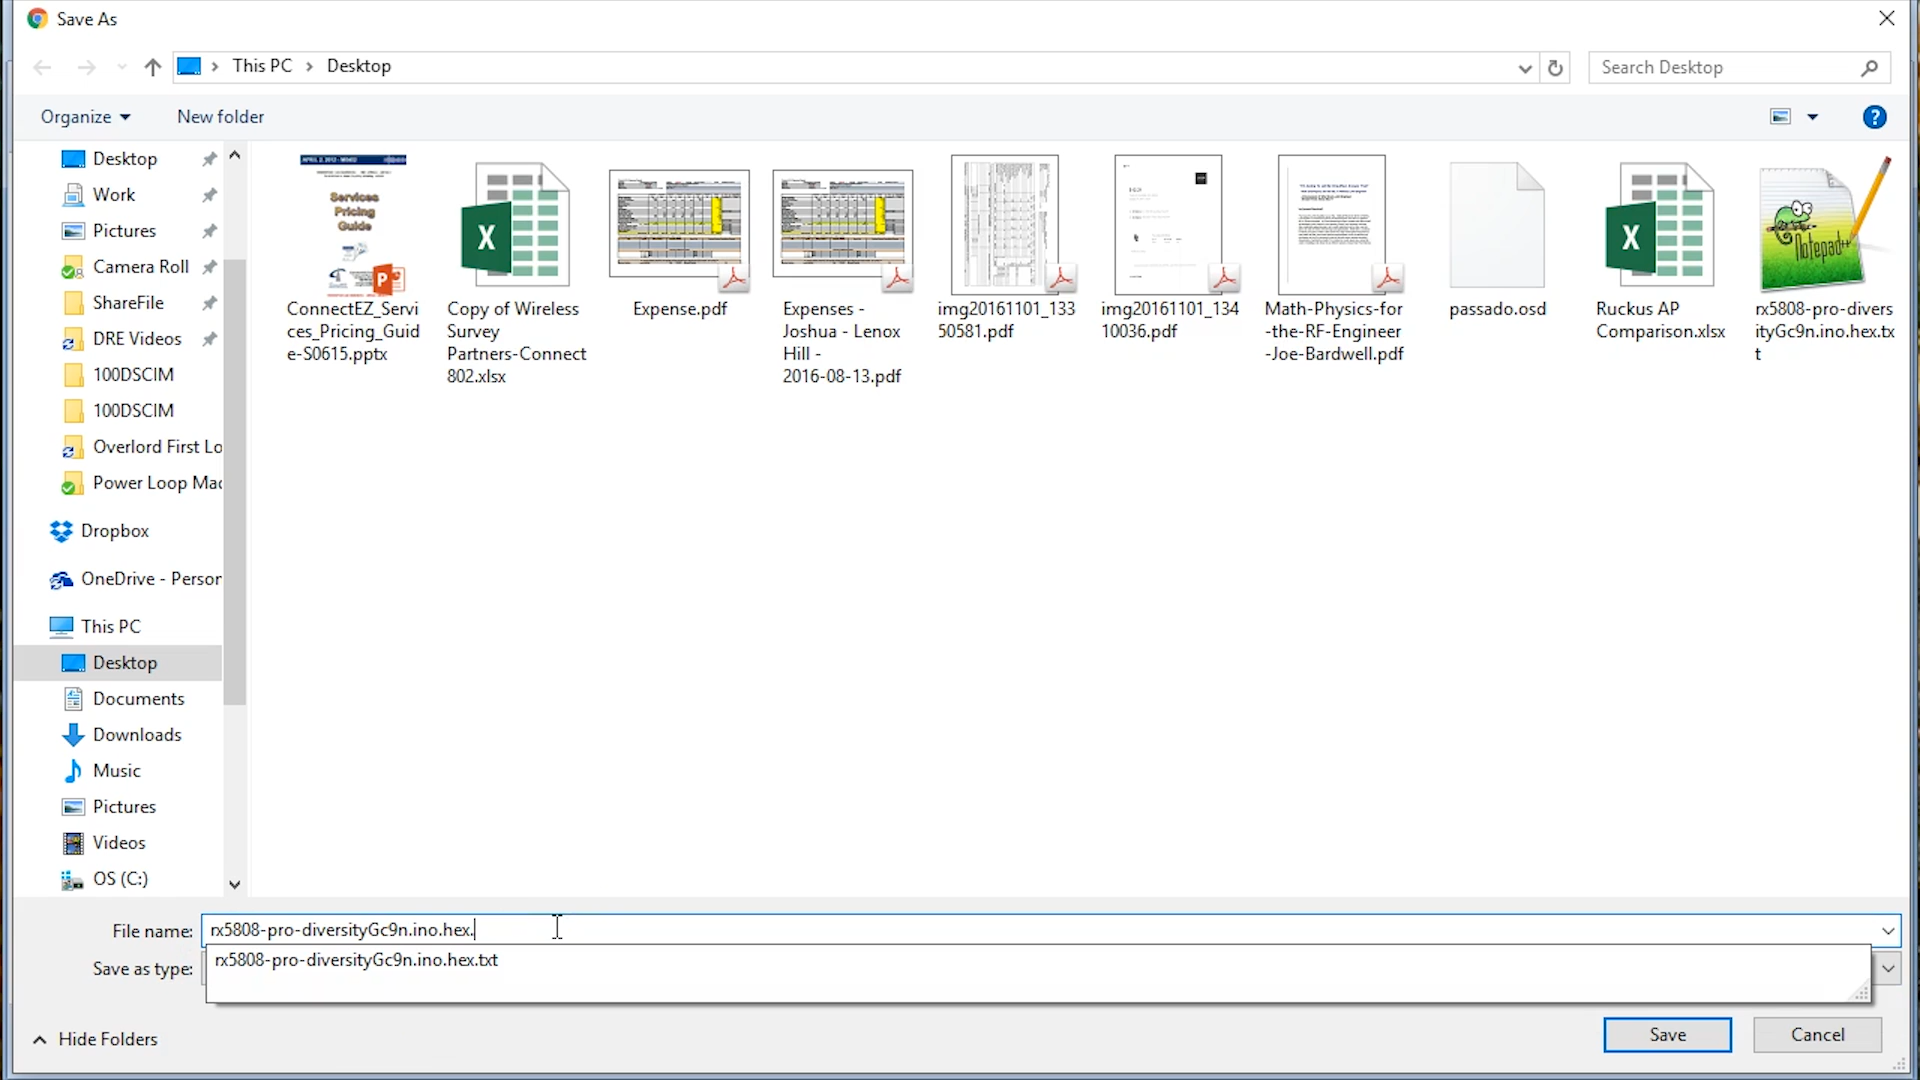 Save As
This PC
Desktop
Search Desktop
Organize
New folder
?
Desktop
Work
Pictures
Camera Roll
ShareFile
DRE Videos
100DSCIM
100DSCIM
Overlord First Lo
Power Loop Mac
Dropbox
OneDrive - Person
This PC
Desktop
Documents
Downloads
Music
Pictures
Videos
OS (C:)
Services
Pricing
Guide
ConnectEZ_Servi
ces_Pricing_Guid
e-S0615.pptx
Copy of Wireless
Survey
Partners-Connect
802.xlsx
Expense.pdf
Expenses -
Joshua - Lenox
Hill -
2016-08-13.pdf
img20161101_133
50581.pdf
img20161101_134
10036.pdf
Math-Physics-for
-the-RF-Engineer
-Joe-Bardwell.pdf
passado.osd
Ruckus AP
Comparison.xlsx
Notepad++
rx5808-pro-divers
ityGc9n.ino.hex.tx
t
File name:
rx5808-pro-diversityGc9n.ino.hex.
rx5808-pro-diversityGc9n.ino.hex.txt
Save as type:
Hide Folders
Save
Cancel